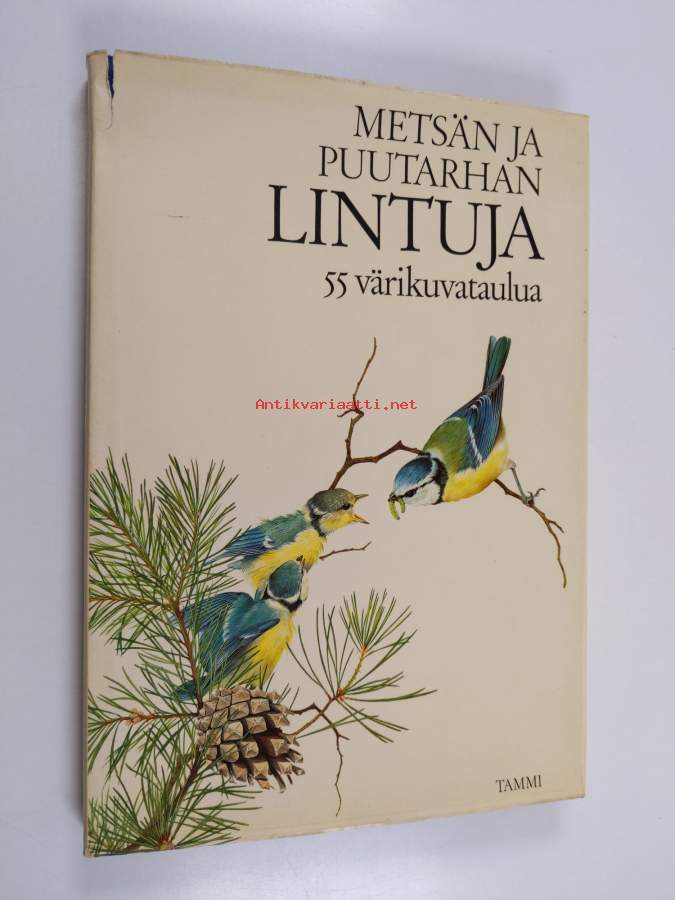 METSÄN JA
PUUTARHAN
LINTUJA
55 värikuvataulua
Antikvariaatti.net
TAMMI